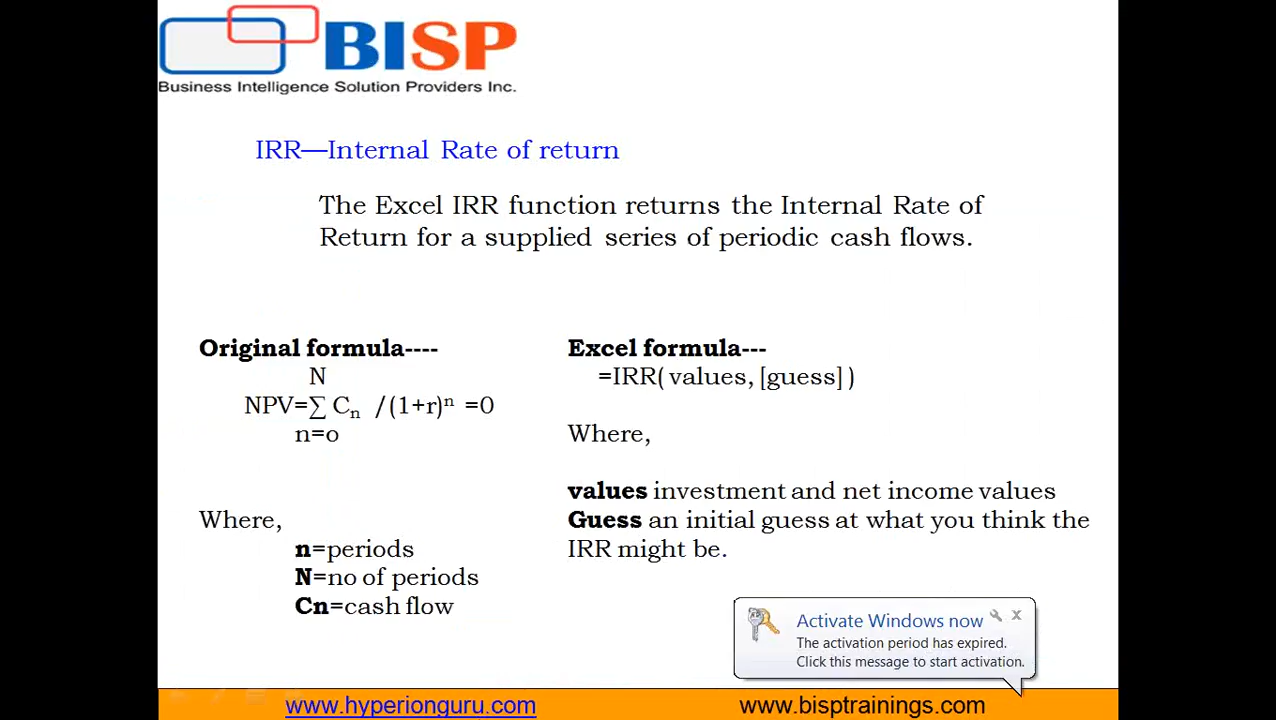 BISP
Business Intelligence Solution Providers Inc.
IRR—Internal Rate of return
The Excel IRR function returns the Internal Rate of
Return for a supplied series of periodic cash flows.
Original formula----
N
NPV=∑ Cₙ /(1+r)ⁿ =0
n=o
Where,
n=periods
N=no of periods
Cn=cash flow
Excel formula---
=IRR( values, [guess] )
Where,
values investment and net income values
Guess an initial guess at what you think the
IRR might be.
Activate Windows now
The activation period has expired.
Click this message to start activation.
www.hyperionguru.com
www.bisptrainings.com